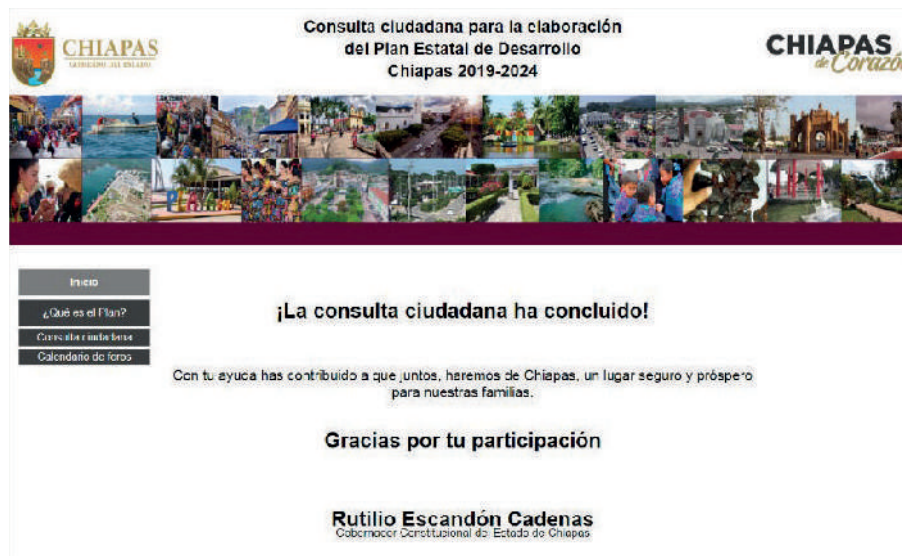 CHIAPAS
GOBIERNO DEL ESTADO
Consulta ciudadana para la elaboración
del Plan Estatal de Desarrollo
Chiapas 2019-2024
CHIAPAS
de Corazón
Inicio
¿Qué es el Plan?
Consulta ciudadana
Calendario de foros
¡La consulta ciudadana ha concluido!
Con tu ayuda has contribuido a que juntos, haremos de Chiapas, un lugar seguro y próspero
para nuestras familias.
Gracias por tu participación
Rutilio Escandón Cadenas
Gobernador Constitucional del Estado de Chiapas